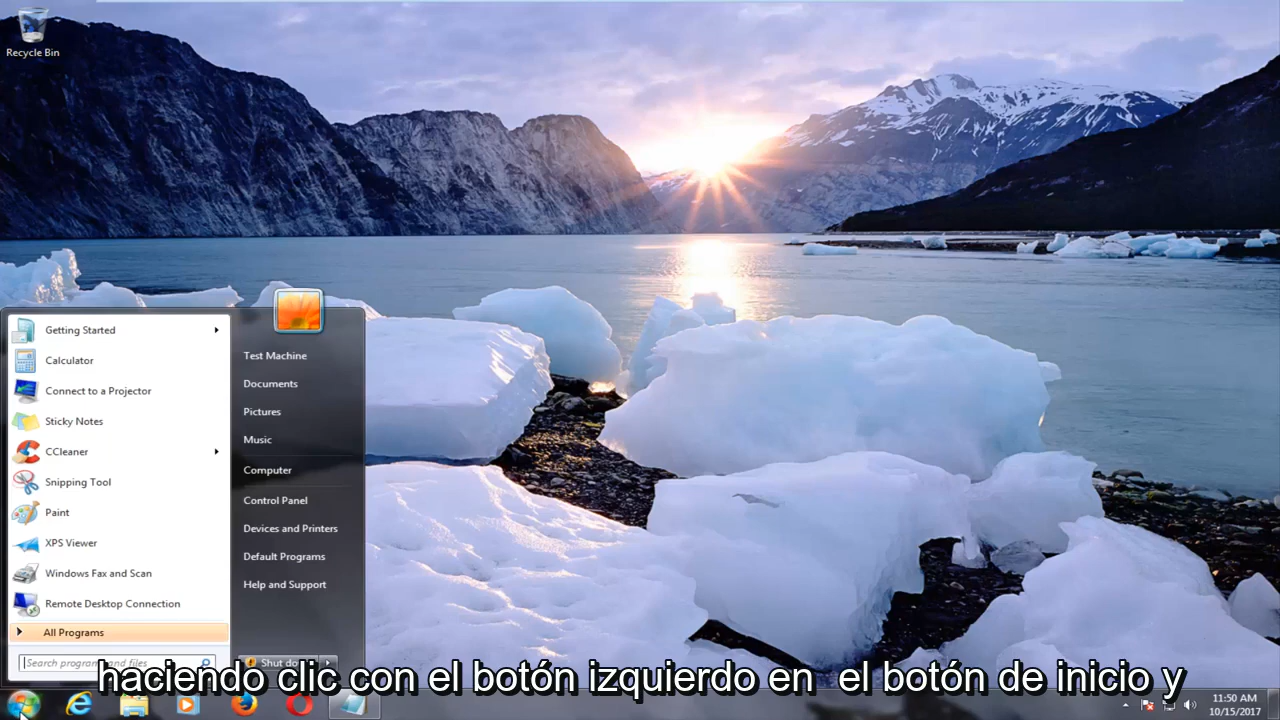 Recycle Bin
Getting Started
Calculator
Connect to a Projector
Sticky Notes
CCleaner
Snipping Tool
Paint
XPS Viewer
Windows Fax and Scan
Remote Desktop Connection
All Programs
Search programs and files
Test Machine
Documents
Pictures
Music
Computer
Control Panel
Devices and Printers
Default Programs
Help and Support
Shut down
haciendo clic con el botón izquierdo en el botón de inicio y
11:50 AM
10/15/2017